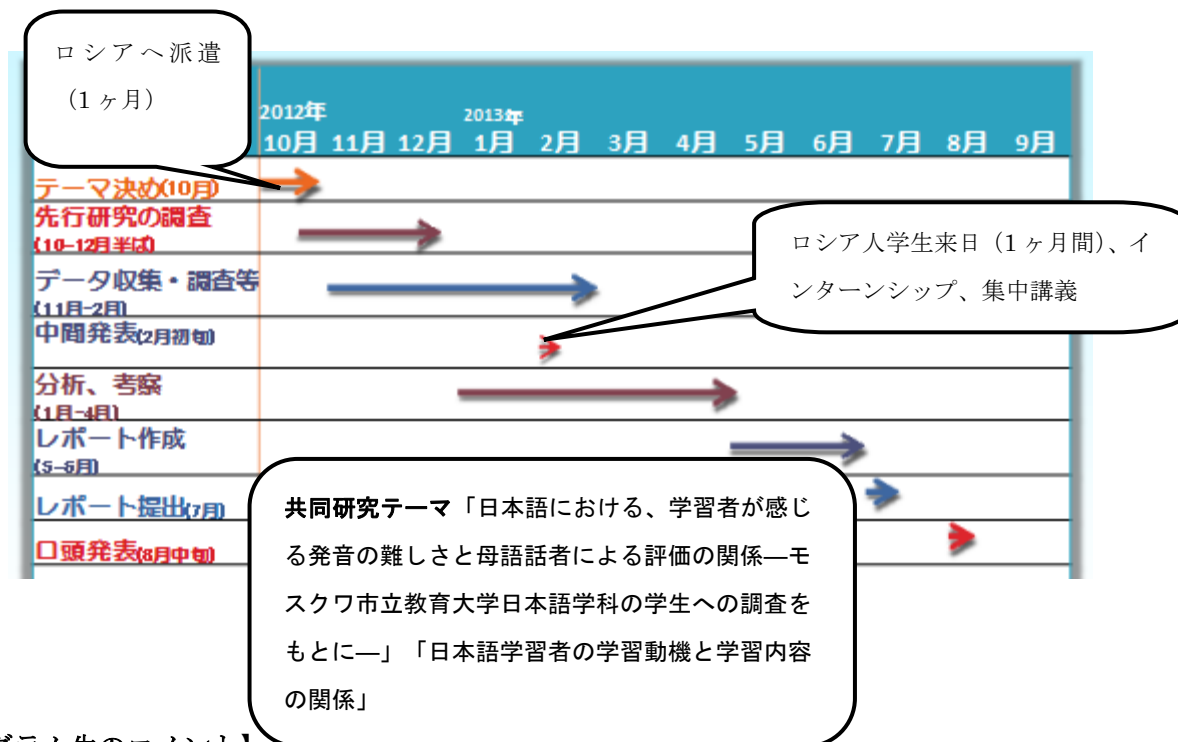 ロシアへ派遣
（1ヶ月）
2012年
2013年
10月 11月 12月 1月 2月 3月 4月 5月 6月 7月 8月 9月
テーマ決め(10月)
先行研究の調査
(10–12月半ば)
ロシア人学生来日（1ヶ月間）、イ
ンターンシップ、集中講義
データ収集・調査等
(11月–2月)
中間発表(2月初旬)
分析、考察
(1月–4月)
レポート作成
(5–6月)
レポート提出(7月)
口頭発表(8月中旬)
共同研究テーマ「日本語における、学習者が感じ
る発音の難しさと母語話者による評価の関係―モ
スクワ市立教育大学日本語学科の学生への調査を
もとに―」「日本語学習者の学習動機と学習内容
の関係」